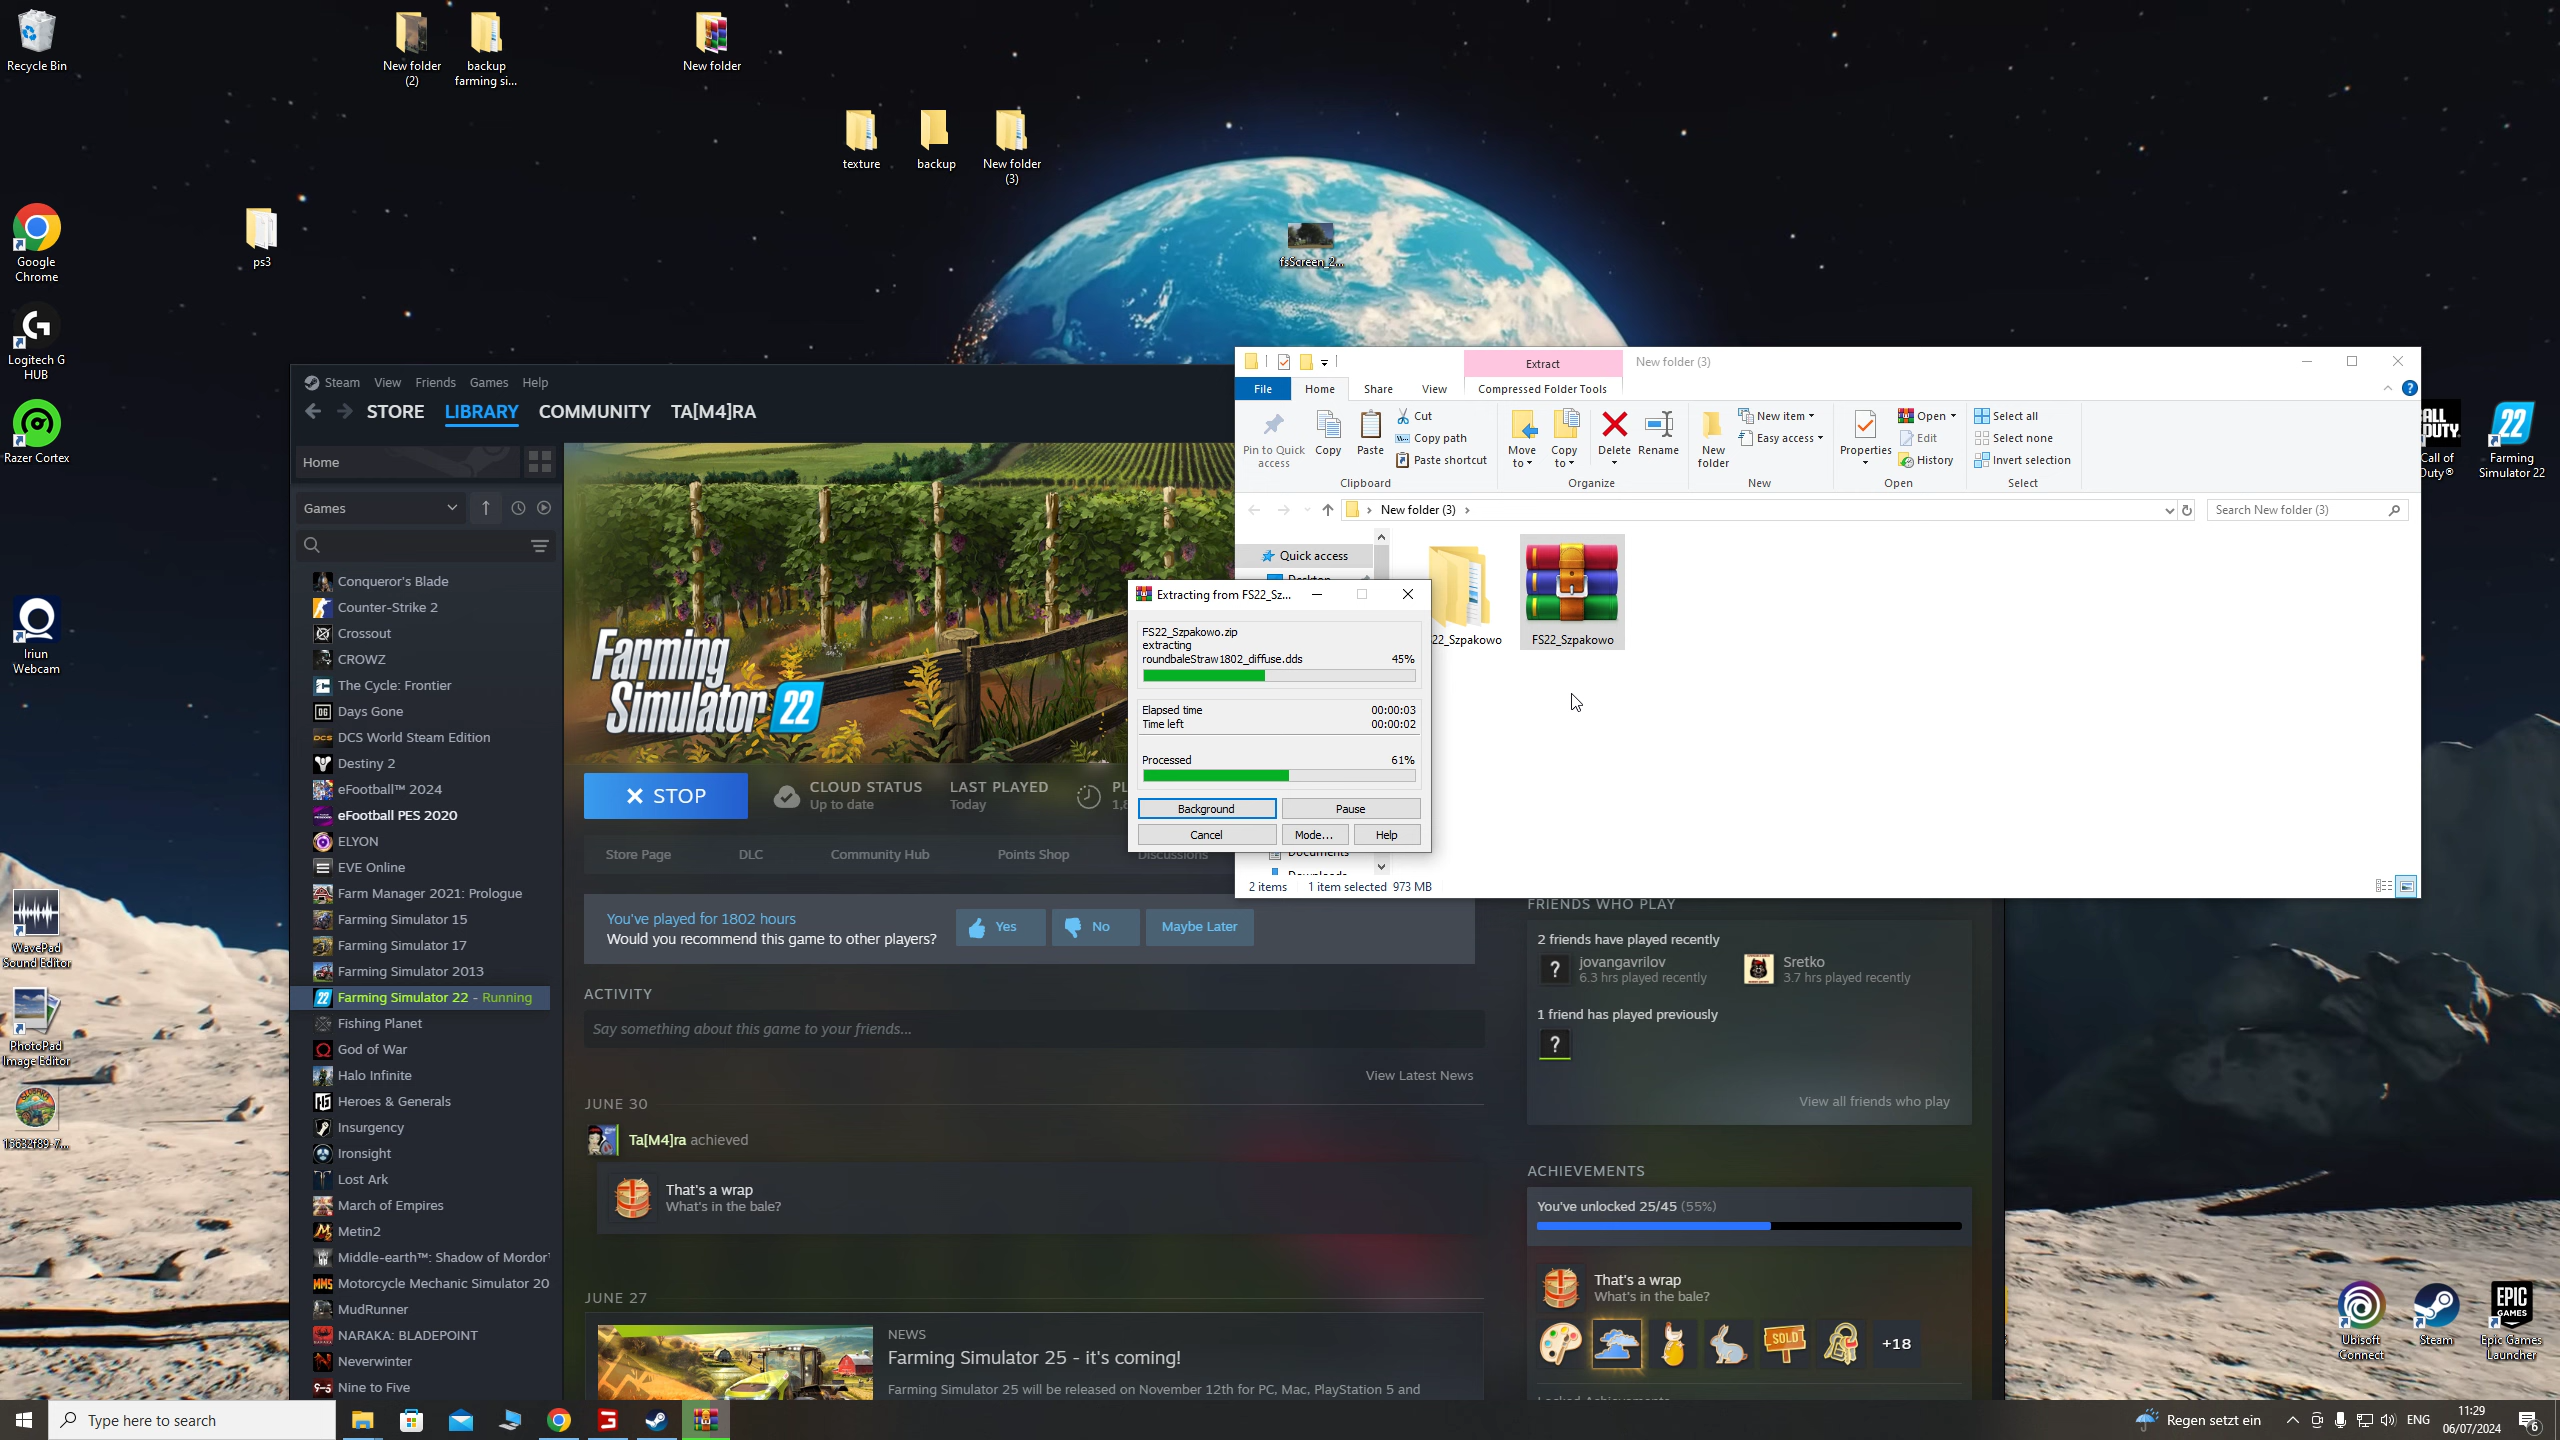 Recycle Bin
New folder
(2)
backup
farming si...
New folder
texture
backup
New folder
(3)
ps3
fsScreen_2...
Google
Chrome
Logitech G
HUB
Razer Cortex
Iriun
Webcam
WavePad
Sound Editor
PhotoPad
Image Editor
Call of
Duty®
Farming
Simulator 22
Ubisoft
Connect
Steam
Epic Games
Launcher
Steam View Friends Games Help
STORE LIBRARY COMMUNITY TA[M4]RA
Home
Games
Conqueror's Blade
Counter-Strike 2
Crossout
CROWZ
The Cycle: Frontier
Days Gone
DCS World Steam Edition
Destiny 2
eFootball™ 2024
eFootball PES 2020
ELYON
EVE Online
Farm Manager 2021: Prologue
Farming Simulator 15
Farming Simulator 17
Farming Simulator 2013
Farming Simulator 22 - Running
Fishing Planet
God of War
Halo Infinite
Heroes & Generals
Insurgency
Ironsight
Lost Ark
March of Empires
Metin2
Middle-earth™: Shadow of Mordor
Motorcycle Mechanic Simulator 20
MudRunner
NARAKA: BLADEPOINT
Neverwinter
Nine to Five
Farming
Simulator 22
STOP
CLOUD STATUS
Up to date
LAST PLAYED
Today
Store Page DLC Community Hub Points Shop Discussions
You've played for 1802 hours
Would you recommend this game to other players?
Yes No Maybe Later
ACTIVITY
Say something about this game to your friends...
View Latest News
JUNE 30
Ta[M4]ra achieved
That's a wrap
What's in the bale?
JUNE 27
NEWS
Farming Simulator 25 - it's coming!
Farming Simulator 25 will be released on November 12th for PC, Mac, PlayStation 5 and
FRIENDS WHO PLAY
2 friends have played recently
jovangavrilov
6.3 hrs played recently
Sretko
3.7 hrs played recently
1 friend has played previously
View all friends who play
ACHIEVEMENTS
You've unlocked 25/45 (55%)
That's a wrap
What's in the bale?
SOLD
+18
Extract
New folder (3)
File Home Share View Compressed Folder Tools
Pin to Quick
access
Copy
Paste
Cut
Copy path
Paste shortcut
Move
to
Copy
to
Delete
Rename
New
folder
New item
Easy access
Properties
Open
Edit
History
Select all
Select none
Invert selection
Clipboard Organize New Open Select
New folder (3)
Search New folder (3)
Quick access
Desktop
22_Szpakowo
FS22_Szpakowo
Documents
Downloads
2 items 1 item selected 973 MB
Extracting from FS22_Sz...
FS22_Szpakowo.zip
extracting
roundbaleStraw1802_diffuse.dds 45%
Elapsed time 00:00:03
Time left 00:00:02
Processed 61%
Background Pause
Cancel Mode... Help
Type here to search
Regen setzt ein
ENG
11:29
06/07/2024
6